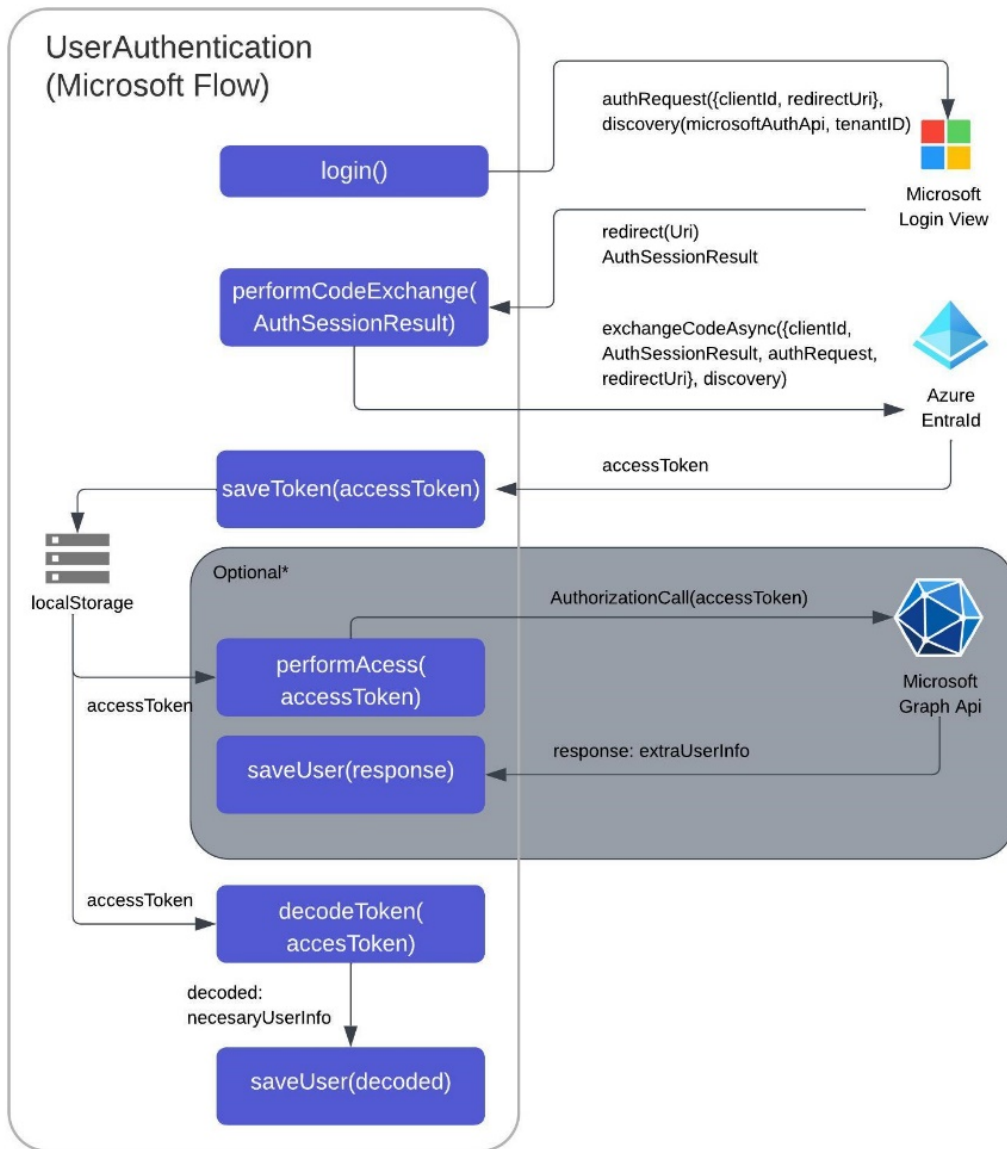 UserAuthentication
(Microsoft Flow)
authRequest({clientId, redirectUri},
discovery(microsoftAuthApi, tenantID)
login()
Microsoft
Login View
redirect(Uri)
AuthSessionResult
performCodeExchange(
AuthSessionResult)
exchangeCodeAsync({clientId,
AuthSessionResult, authRequest,
redirectUri}, discovery)
Azure
EntraId
accessToken
saveToken(accessToken)
localStorage
Optional*
AuthorizationCall(accessToken)
performAcess(
accessToken)
accessToken
Microsoft
Graph Api
response: extraUserInfo
saveUser(response)
accessToken
decodeToken(
accesToken)
decoded:
necesaryUserInfo
saveUser(decoded)